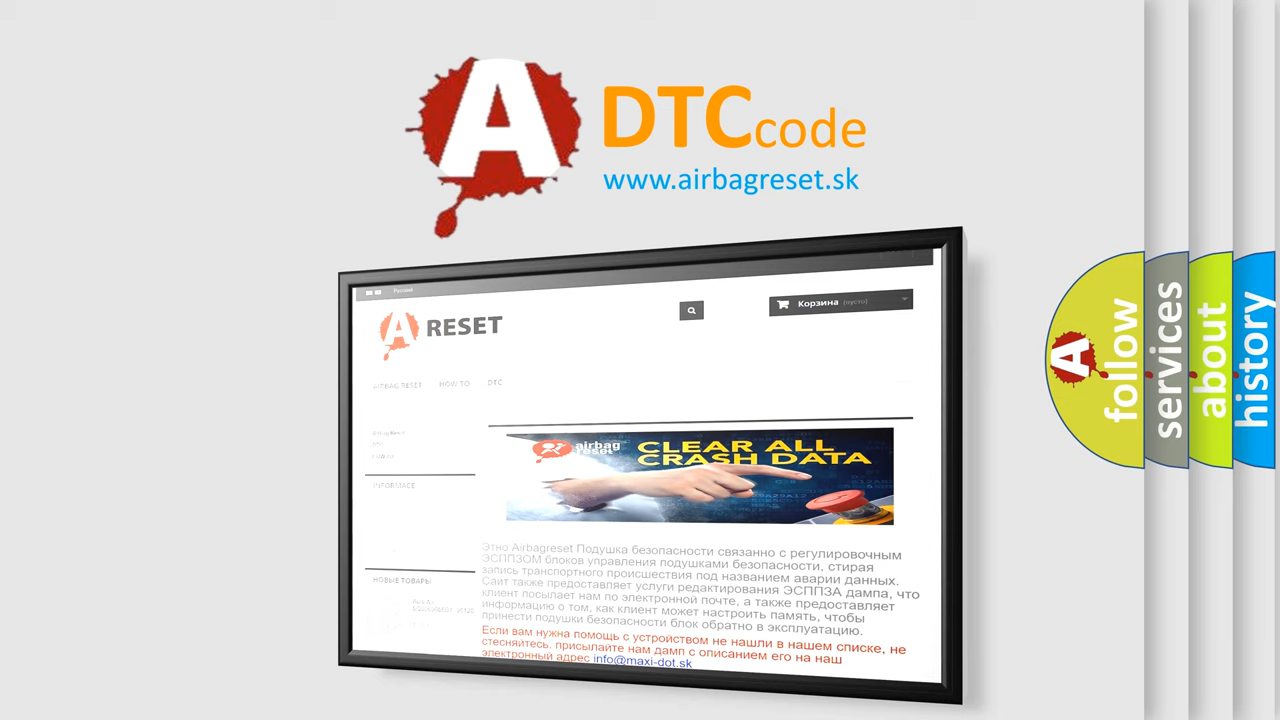 A DTCcode
www.airbagreset.sk
Русский
Корзина (пусто)
A RESET
AIRBAG RESET HOW TO DTC
INFORMACE
airbag
reset
CLEAR ALL
CRASH DATA
Этно Airbagreset Подушка безопасности связанно с регулировочным
ЭСППЗОМ блоков управления подушками безопасности, стирая
запись транспортного происшествия под названием аварии данных.
Сайт также предоставляет услуги редактирования ЭСППЗА дампа, что
клиент посылает нам по электронной почте, а также предоставляет
информацию о том, как клиент может настроить память, чтобы
принести подушки безопасности блок обратно в эксплуатацию.
Если вам нужна помощь с устройством не нашли в нашем списке, не
стесняйтесь, присылайте нам дамп с описанием его на наш
электронный адрес info@maxi-dot.sk
НОВЫЕ ТОВАРЫ
A
follow
services
about
history